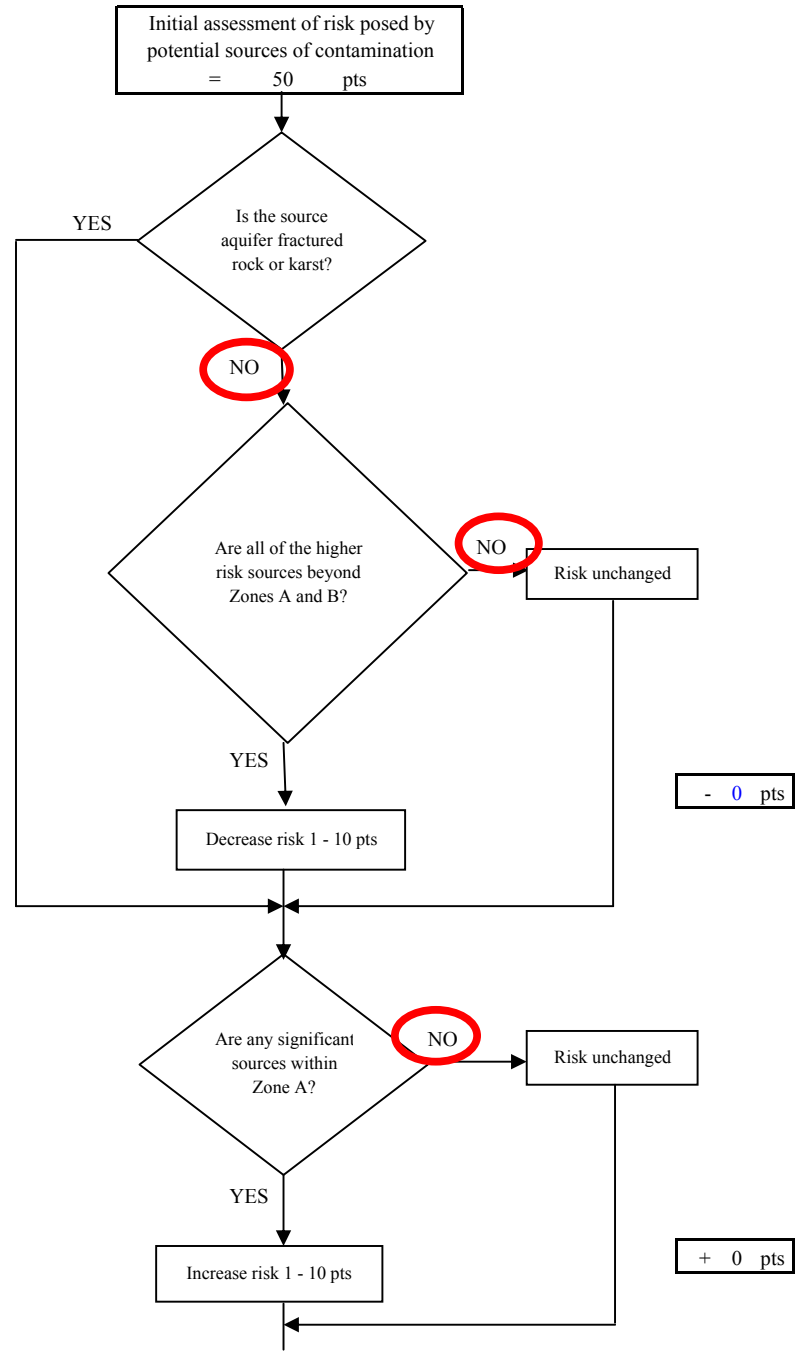 Initial assessment of risk posed by
potential sources of contamination
= 50 pts
YES
Is the source
aquifer fractured
rock or karst?
NO
Are all of the higher
risk sources beyond
Zones A and B?
NO
Risk unchanged
YES
- 0 pts
Decrease risk 1 - 10 pts
Are any significant
sources within
Zone A?
NO
Risk unchanged
YES
+ 0 pts
Increase risk 1 - 10 pts